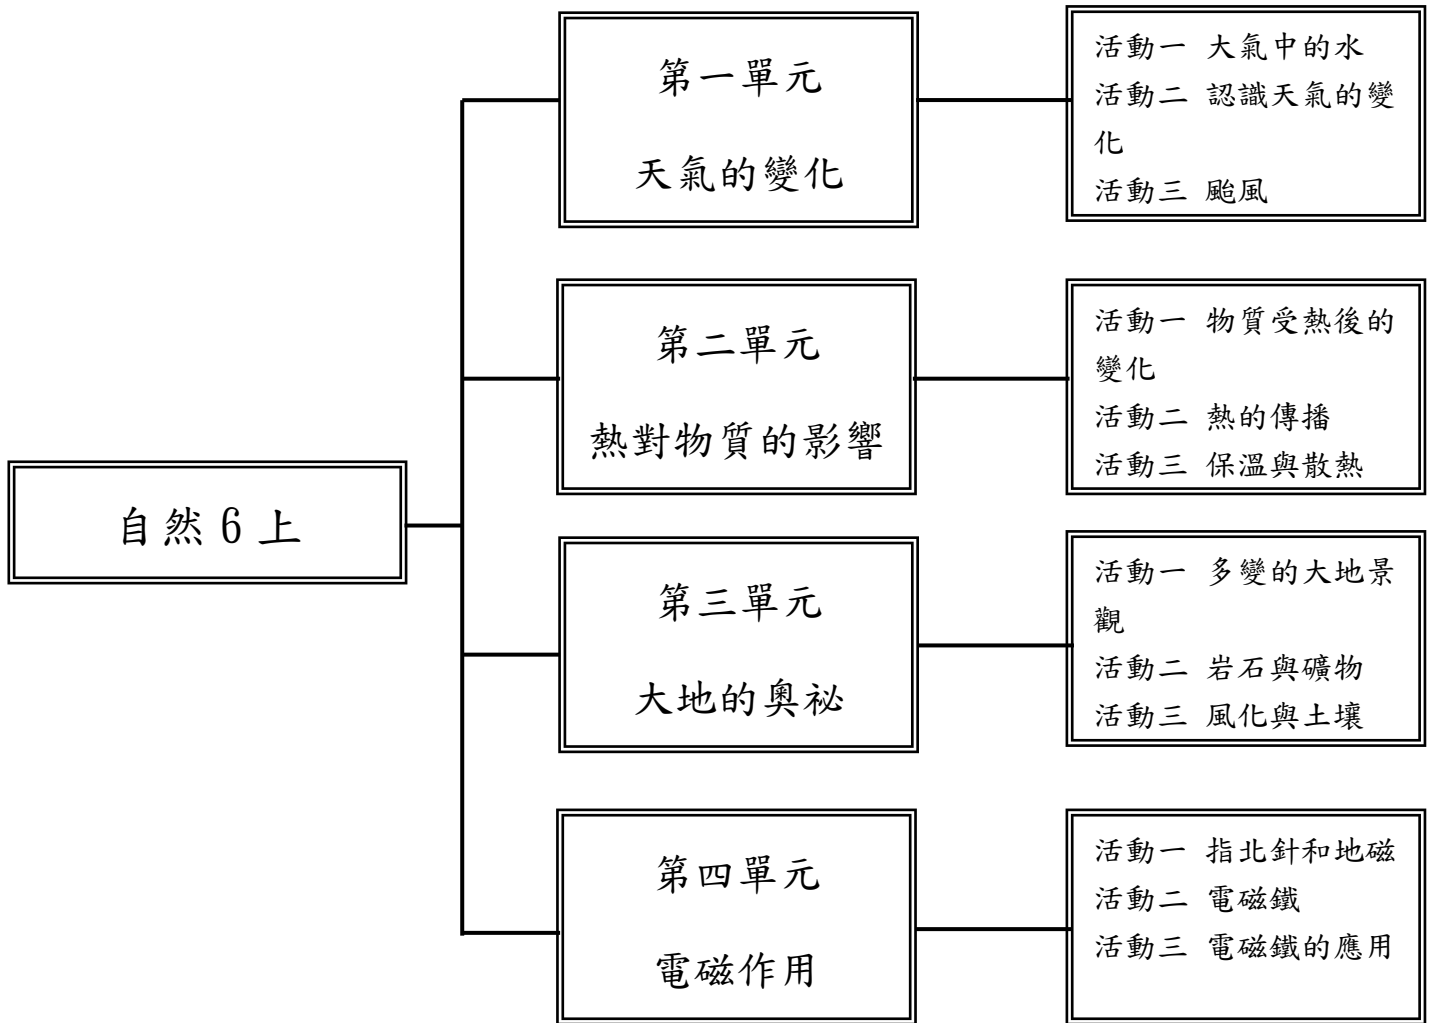 自然 6 上
第一單元
天氣的變化
活動一 大氣中的水
活動二 認識天氣的變
化
活動三 颱風
第二單元
熱對物質的影響
活動一 物質受熱後的
變化
活動二 熱的傳播
活動三 保溫與散熱
第三單元
大地的奧祕
活動一 多變的大地景
觀
活動二 岩石與礦物
活動三 風化與土壤
第四單元
電磁作用
活動一 指北針和地磁
活動二 電磁鐵
活動三 電磁鐵的應用